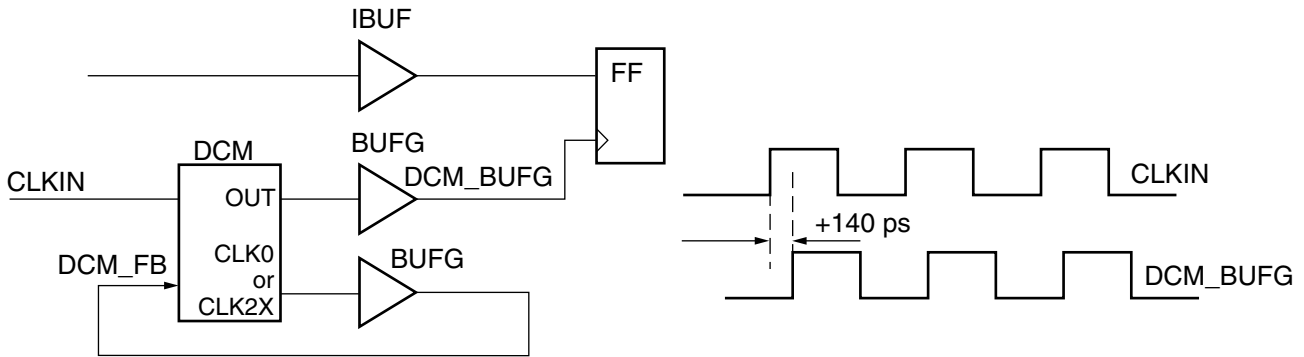 IBUF
FF
BUFG
DCM
DCM_BUFG
CLKIN
OUT
CLK0
or
CLK2X
BUFG
DCM_FB
CLKIN
+140 ps
DCM_BUFG